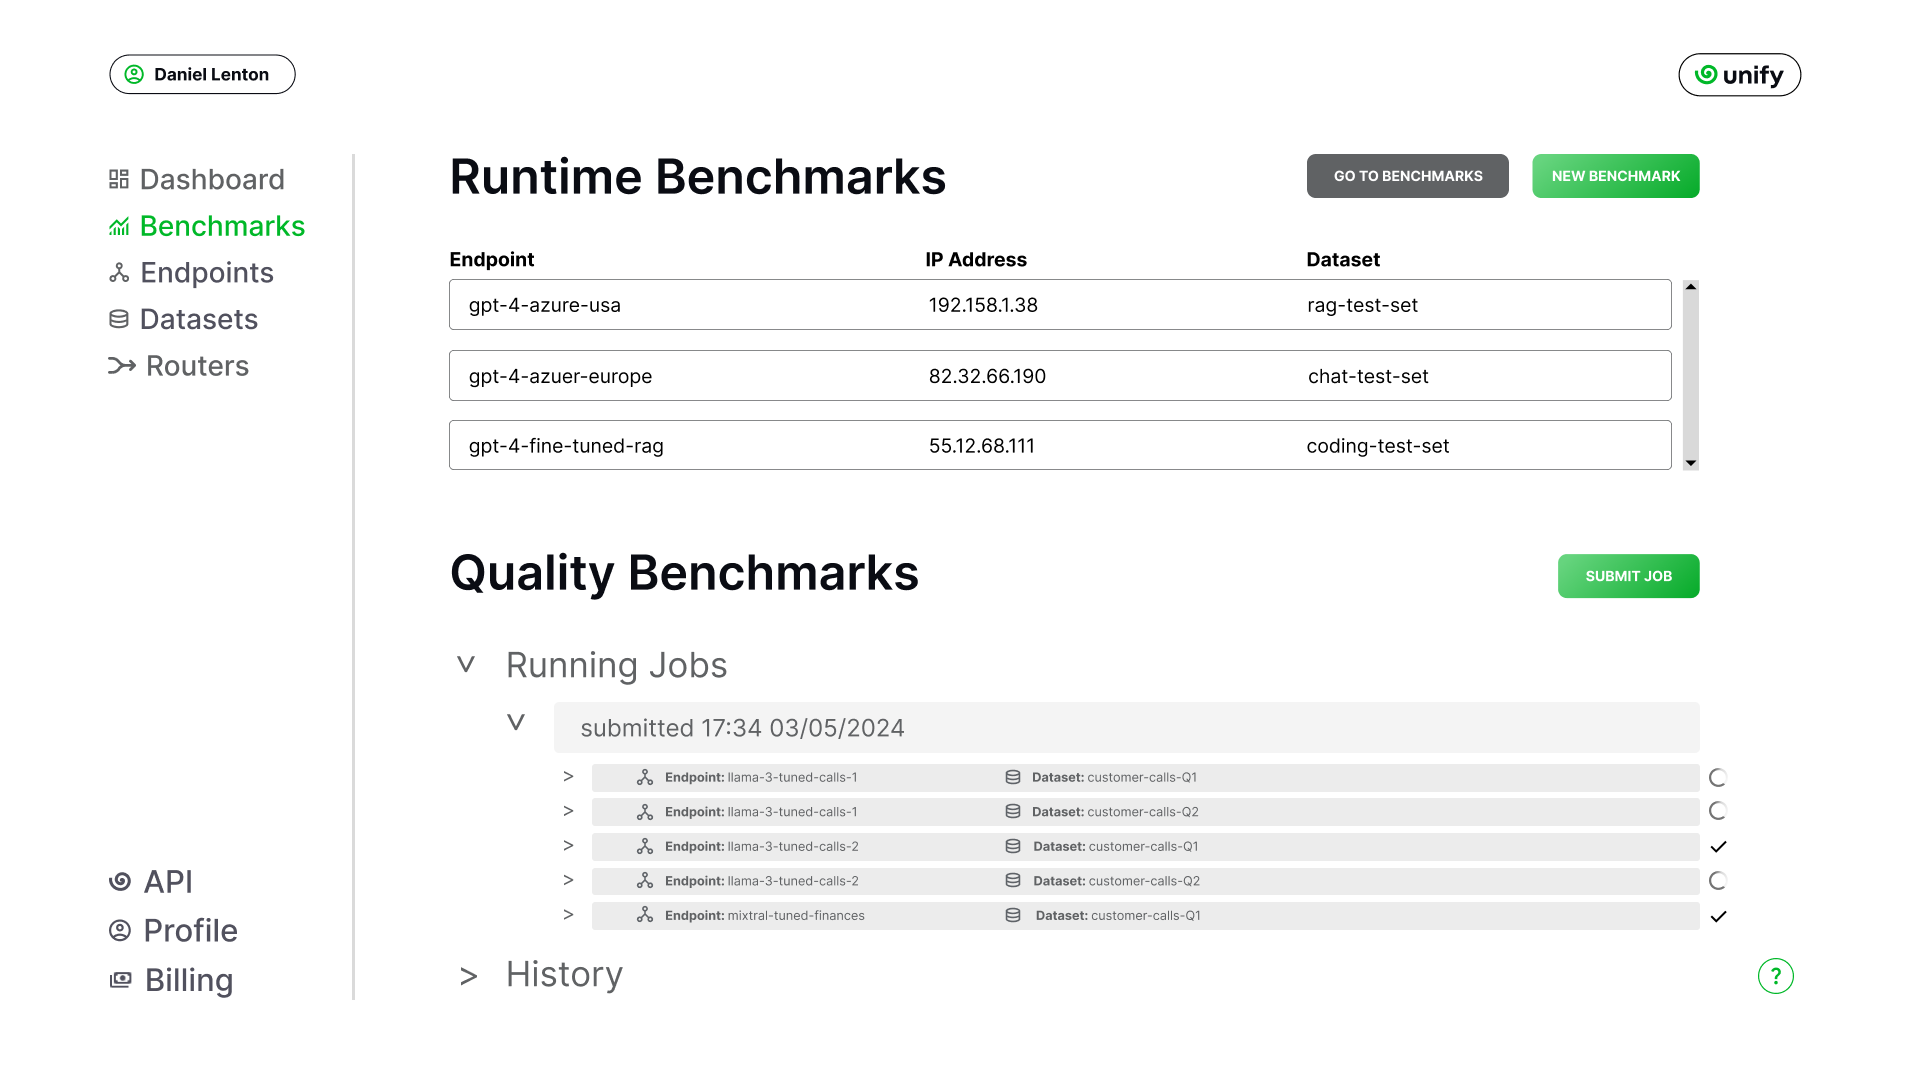 Daniel Lenton
unify
Dashboard
Benchmarks
Endpoints
Datasets
Routers
API
Profile
Billing
Runtime Benchmarks
GO TO BENCHMARKS
NEW BENCHMARK
Endpoint IP Address Dataset
gpt-4-azure-usa 192.158.1.38 rag-test-set
gpt-4-azuer-europe 82.32.66.190 chat-test-set
gpt-4-fine-tuned-rag 55.12.68.111 coding-test-set
Quality Benchmarks
SUBMIT JOB
Running Jobs
submitted 17:34 03/05/2024
Endpoint: llama-3-tuned-calls-1 Dataset: customer-calls-Q1
Endpoint: llama-3-tuned-calls-1 Dataset: customer-calls-Q2
Endpoint: llama-3-tuned-calls-2 Dataset: customer-calls-Q1
Endpoint: llama-3-tuned-calls-2 Dataset: customer-calls-Q2
Endpoint: mixtral-tuned-finances Dataset: customer-calls-Q1
History
?